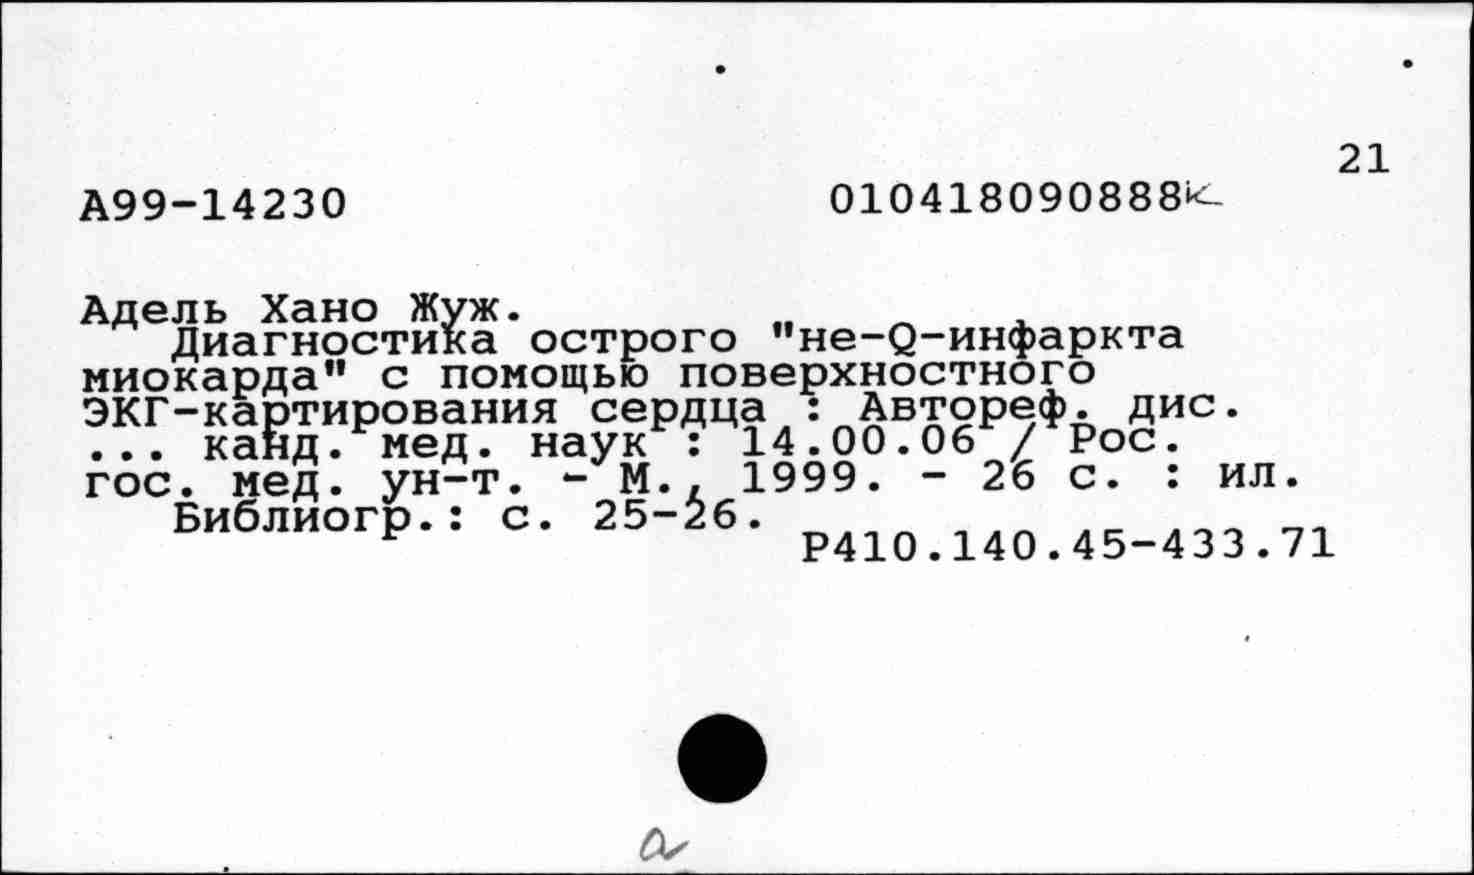 21
А99-14230 010418090888к
Адель Хано Жуж.
Диагностика острого "не-Q-инфаркта
миокарда" с помощью поверхностного
ЭКГ-картирования сердца : Автореф. дис.
... канд. мед. наук : 14.00.06 / Рос.
гос. мед. ун-т. - М., 1999. - 26 с. : ил.
Библиогр.: с. 25-26.
Р410.140.45-433.71